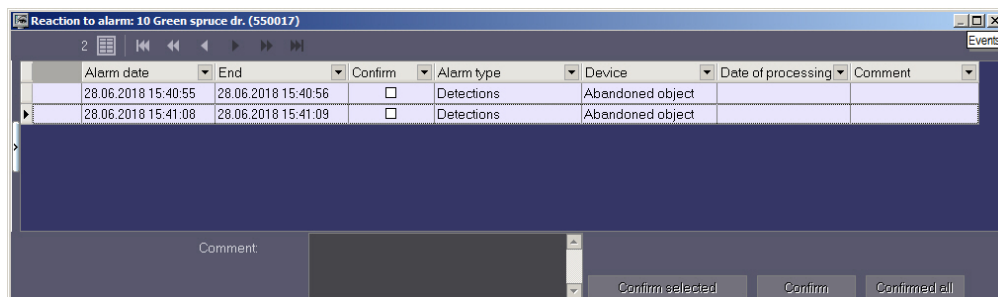 Reaction to alarm: 10 Green spruce dr. (550017)
Events
2
Alarm date End Confirm Alarm type Device Date of processing Comment
28.06.2018 15:40:55 28.06.2018 15:40:56 Detections Abandoned object
28.06.2018 15:41:08 28.06.2018 15:41:09 Detections Abandoned object
Comment:
Confirm selected Confirm Confirmed all